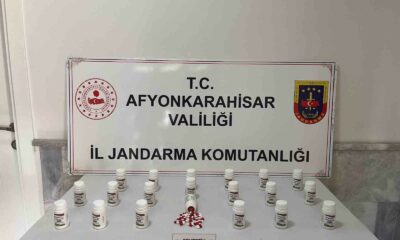 T.C.
AFYONKARAHİSAR
VALİLİĞİ
İL JANDARMA KOMUTANLIĞI